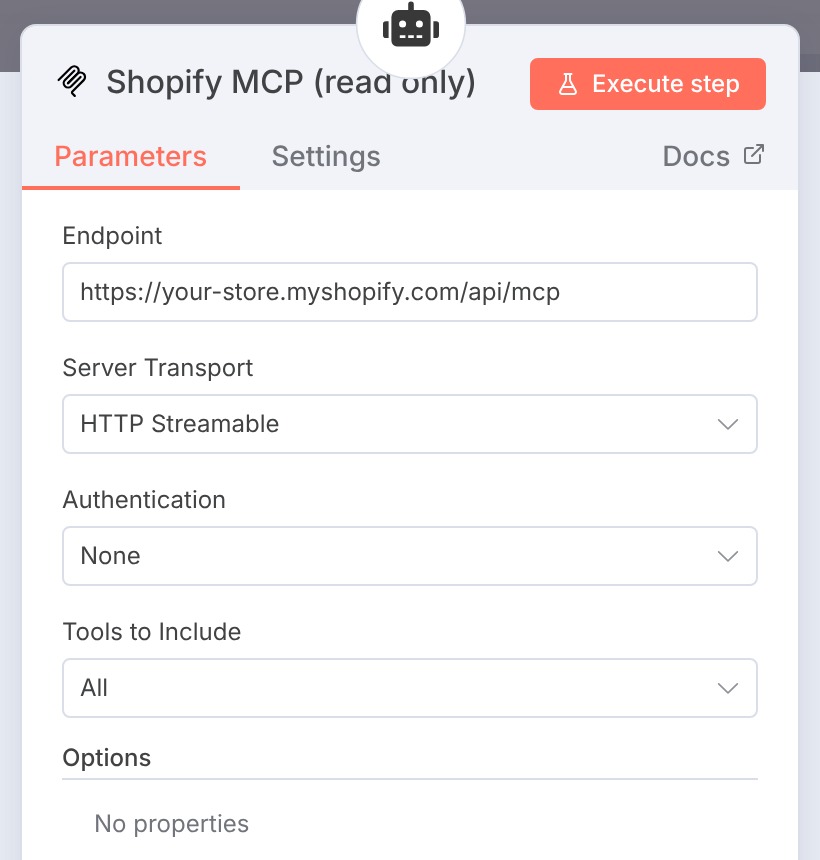 Shopify MCP (read only)
Execute step
Parameters
Settings
Docs
Endpoint
https://your-store.myshopify.com/api/mcp
Server Transport
HTTP Streamable
Authentication
None
Tools to Include
All
Options
No properties